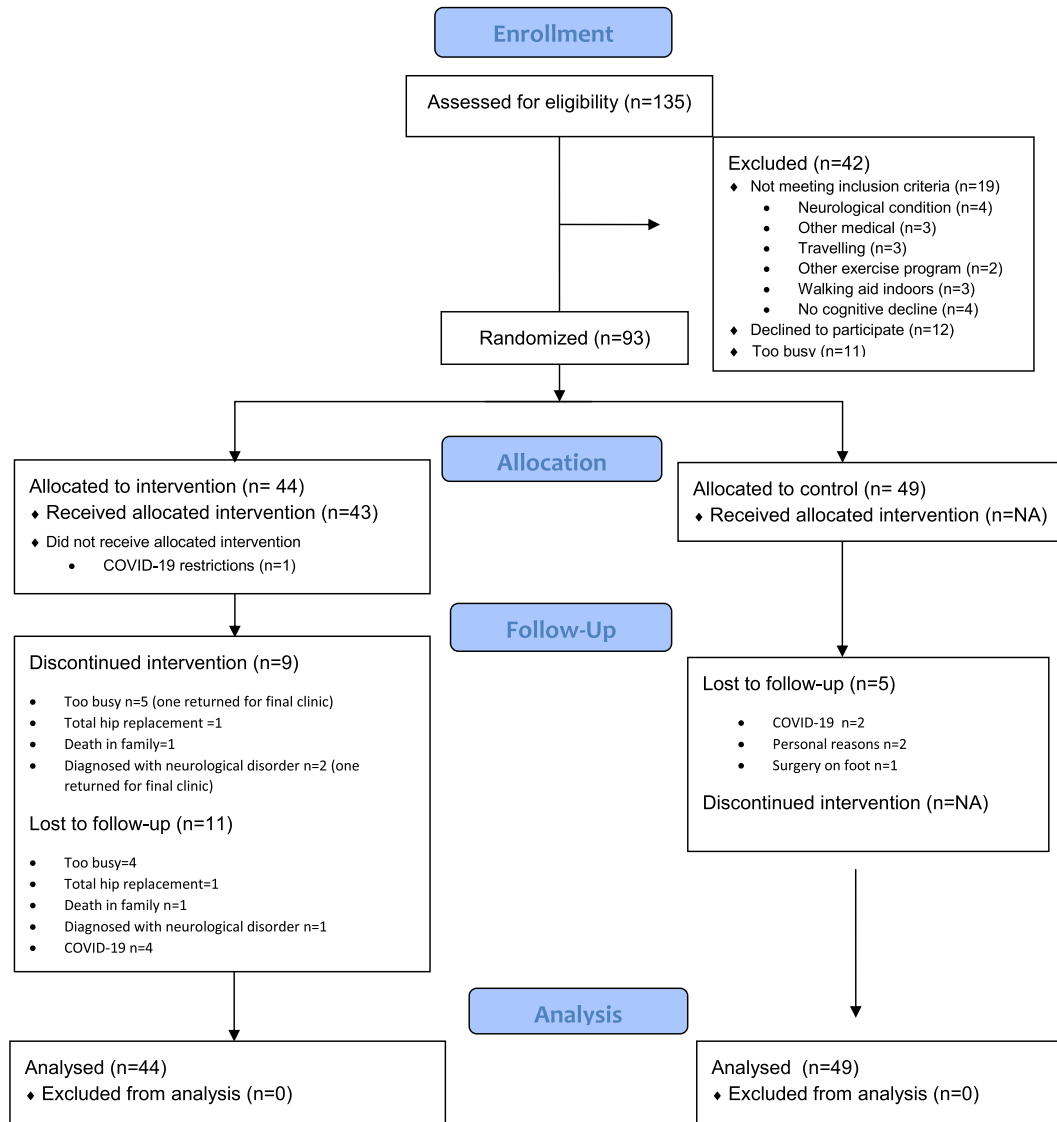 Enrollment
Assessed for eligibility (n=135)
Excluded (n=42)
♦ Not meeting inclusion criteria (n=19)
• Neurological condition (n=4)
• Other medical (n=3)
• Travelling (n=3)
• Other exercise program (n=2)
• Walking aid indoors (n=3)
• No cognitive decline (n=4)
♦ Declined to participate (n=12)
♦ Too busy (n=11)
Randomized (n=93)
Allocation
Allocated to intervention (n= 44)
♦ Received allocated intervention (n=43)
♦ Did not receive allocated intervention
• COVID-19 restrictions (n=1)
Allocated to control (n= 49)
♦ Received allocated intervention (n=NA)
Follow-Up
Discontinued intervention (n=9)
• Too busy n=5 (one returned for final clinic)
• Total hip replacement =1
• Death in family=1
• Diagnosed with neurological disorder n=2 (one
returned for final clinic)
Lost to follow-up (n=11)
• Too busy=4
• Total hip replacement=1
• Death in family n=1
• Diagnosed with neurological disorder n=1
• COVID-19 n=4
Lost to follow-up (n=5)
• COVID-19  n=2
• Personal reasons n=2
• Surgery on foot n=1
Discontinued intervention (n=NA)
Analysis
Analysed (n=44)
♦ Excluded from analysis (n=0)
Analysed  (n=49)
♦ Excluded from analysis (n=0)